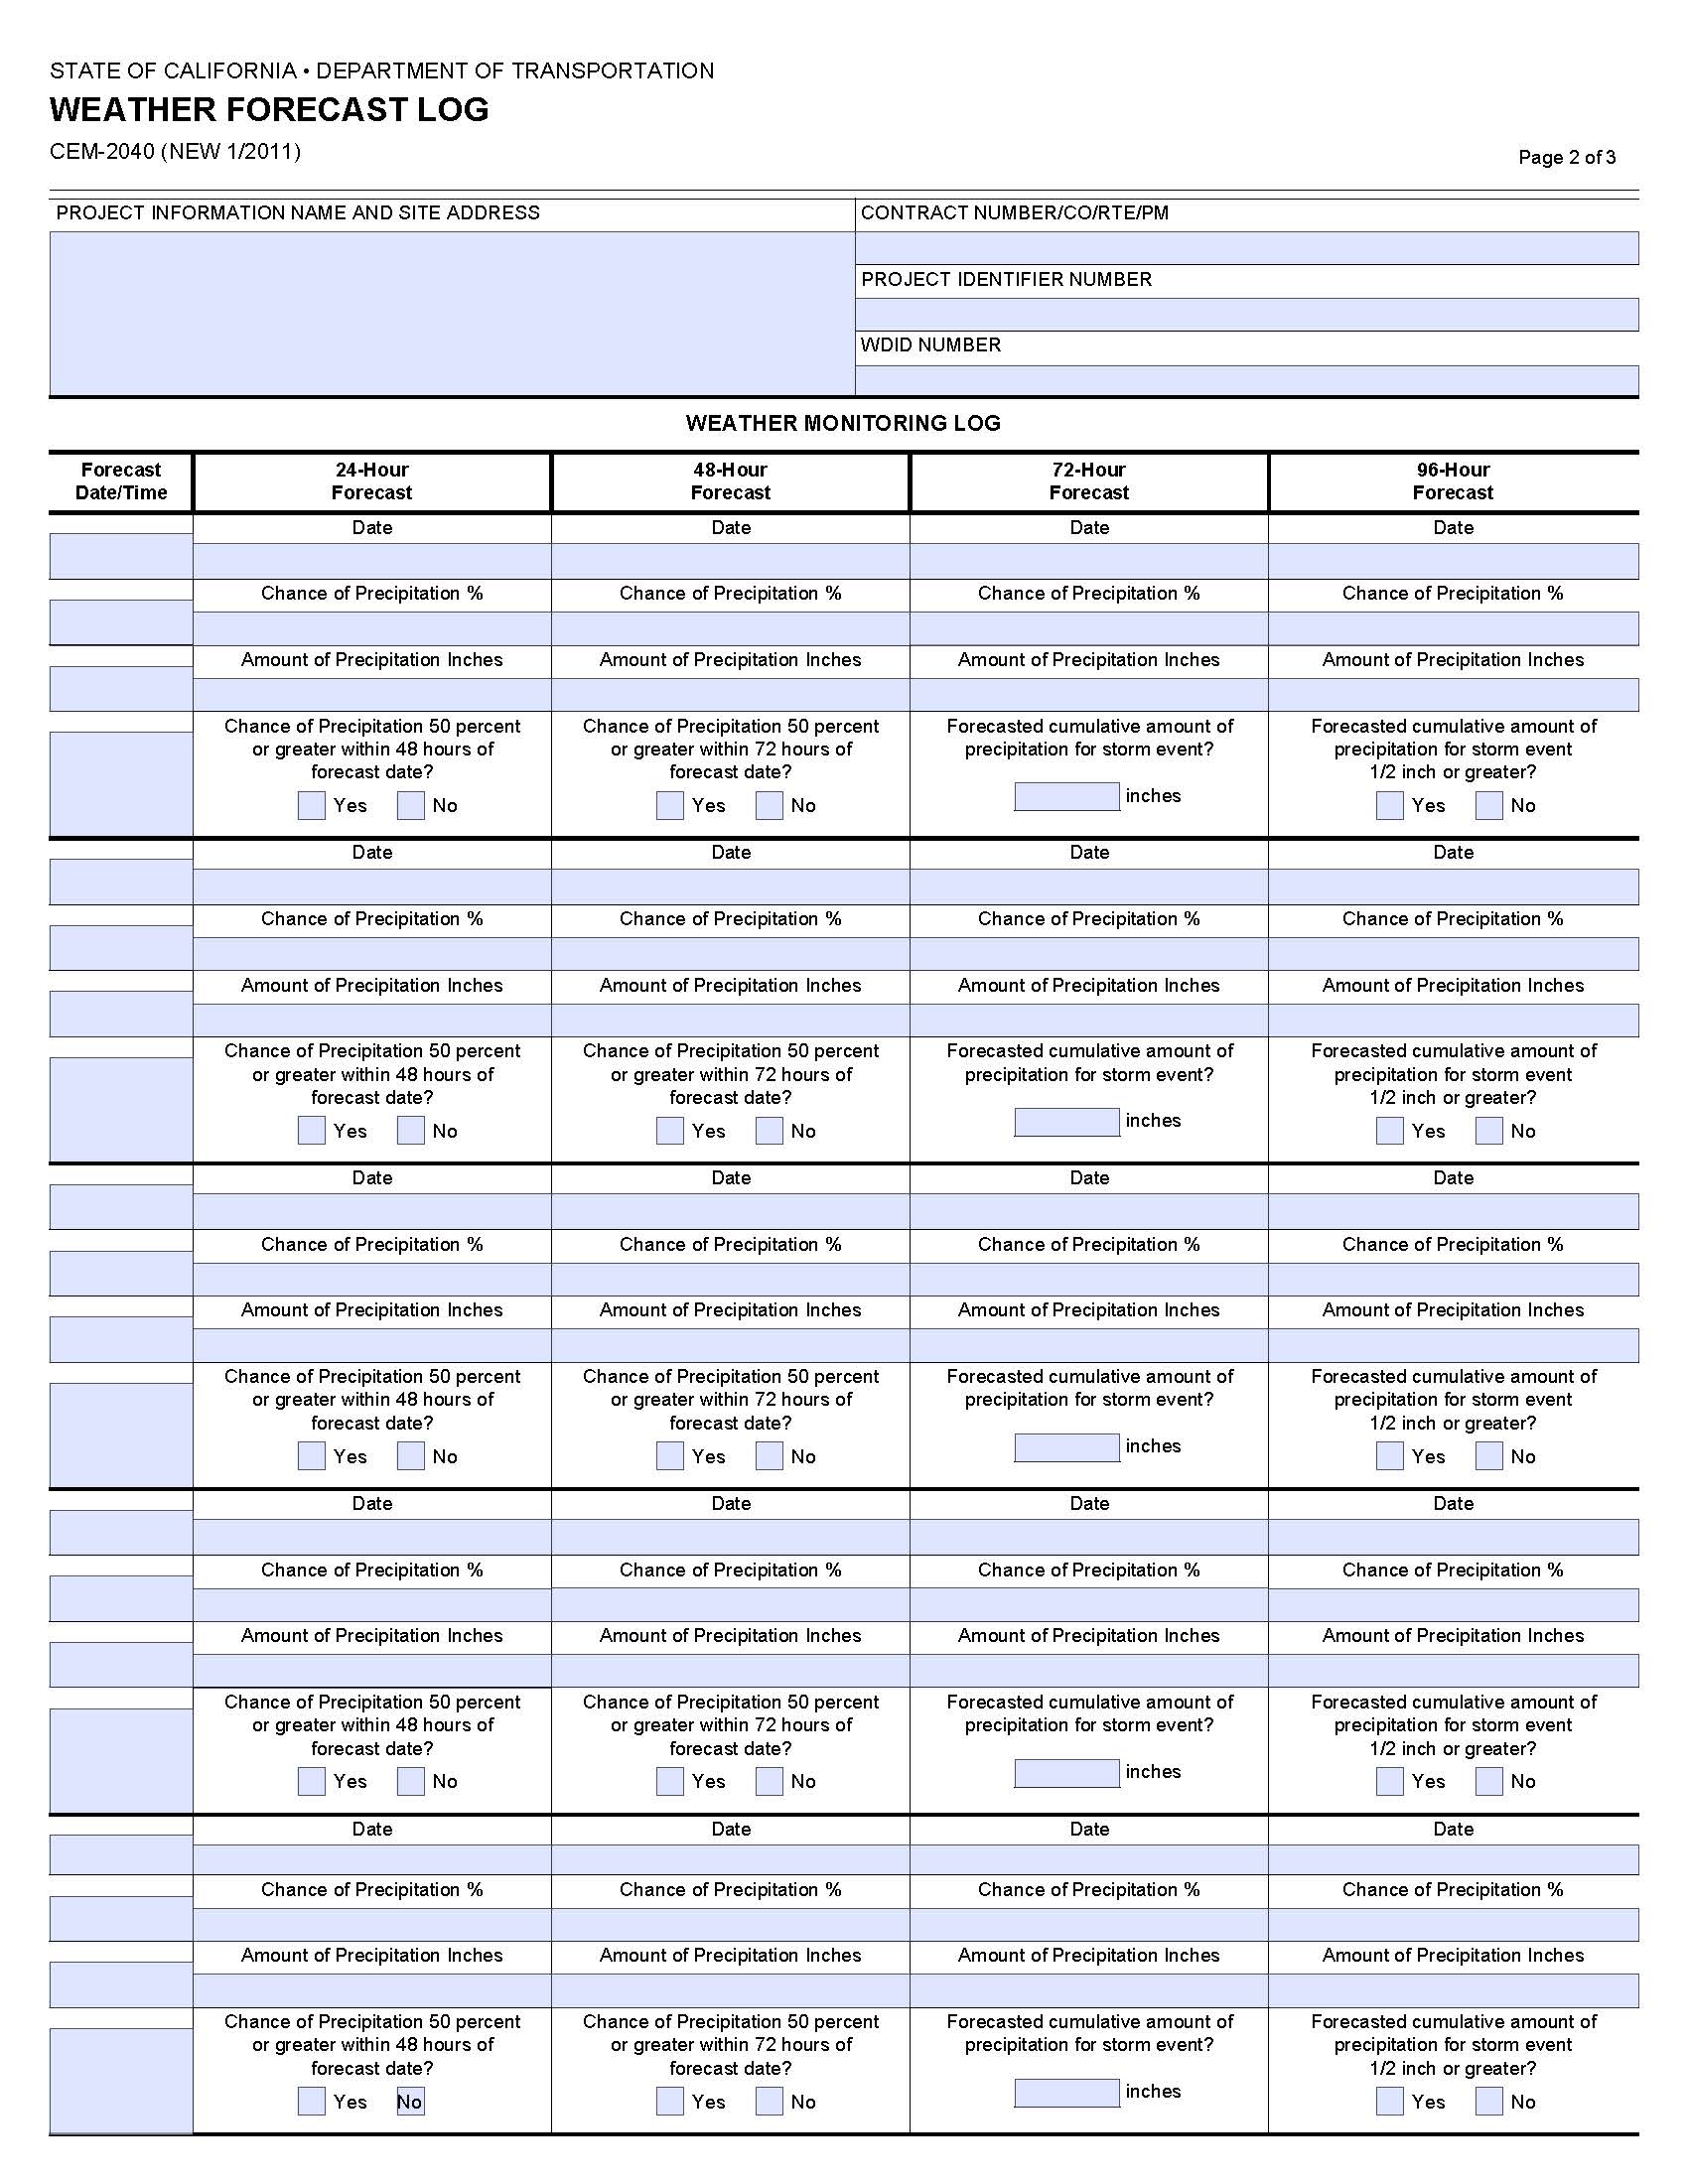 STATE OF CALIFORNIA • DEPARTMENT OF TRANSPORTATION
WEATHER FORECAST LOG
CEM-2040 (NEW 1/2011)
Page 2 of 3
PROJECT INFORMATION NAME AND SITE ADDRESS
CONTRACT NUMBER/CO/RTE/PM
PROJECT IDENTIFIER NUMBER
WDID NUMBER
WEATHER MONITORING LOG
Forecast 24-Hour 48-Hour 72-Hour 96-Hour
Date/Time Forecast Forecast Forecast Forecast
Date Date Date Date
Chance of Precipitation % Chance of Precipitation % Chance of Precipitation % Chance of Precipitation %
Amount of Precipitation Inches Amount of Precipitation Inches Amount of Precipitation Inches Amount of Precipitation Inches
Chance of Precipitation 50 percent Chance of Precipitation 50 percent Forecasted cumulative amount of Forecasted cumulative amount of
or greater within 48 hours of or greater within 72 hours of precipitation for storm event? precipitation for storm event
forecast date? forecast date? 1/2 inch or greater?
Yes No Yes No inches Yes No
Date Date Date Date
Chance of Precipitation % Chance of Precipitation % Chance of Precipitation % Chance of Precipitation %
Amount of Precipitation Inches Amount of Precipitation Inches Amount of Precipitation Inches Amount of Precipitation Inches
Chance of Precipitation 50 percent Chance of Precipitation 50 percent Forecasted cumulative amount of Forecasted cumulative amount of
or greater within 48 hours of or greater within 72 hours of precipitation for storm event? precipitation for storm event
forecast date? forecast date? 1/2 inch or greater?
Yes No Yes No inches Yes No
Date Date Date Date
Chance of Precipitation % Chance of Precipitation % Chance of Precipitation % Chance of Precipitation %
Amount of Precipitation Inches Amount of Precipitation Inches Amount of Precipitation Inches Amount of Precipitation Inches
Chance of Precipitation 50 percent Chance of Precipitation 50 percent Forecasted cumulative amount of Forecasted cumulative amount of
or greater within 48 hours of or greater within 72 hours of precipitation for storm event? precipitation for storm event
forecast date? forecast date? 1/2 inch or greater?
Yes No Yes No inches Yes No
Date Date Date Date
Chance of Precipitation % Chance of Precipitation % Chance of Precipitation % Chance of Precipitation %
Amount of Precipitation Inches Amount of Precipitation Inches Amount of Precipitation Inches Amount of Precipitation Inches
Chance of Precipitation 50 percent Chance of Precipitation 50 percent Forecasted cumulative amount of Forecasted cumulative amount of
or greater within 48 hours of or greater within 72 hours of precipitation for storm event? precipitation for storm event
forecast date? forecast date? 1/2 inch or greater?
Yes No Yes No inches Yes No
Date Date Date Date
Chance of Precipitation % Chance of Precipitation % Chance of Precipitation % Chance of Precipitation %
Amount of Precipitation Inches Amount of Precipitation Inches Amount of Precipitation Inches Amount of Precipitation Inches
Chance of Precipitation 50 percent Chance of Precipitation 50 percent Forecasted cumulative amount of Forecasted cumulative amount of
or greater within 48 hours of or greater within 72 hours of precipitation for storm event? precipitation for storm event
forecast date? forecast date? 1/2 inch or greater?
Yes No Yes No inches Yes No